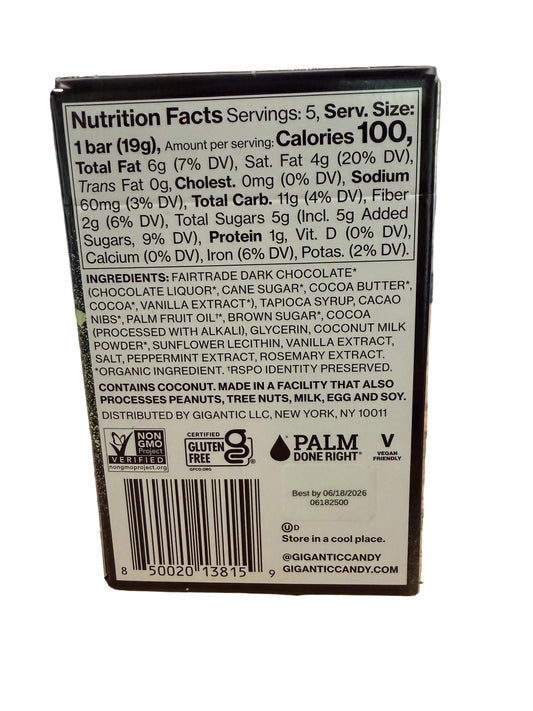 Nutrition Facts Servings: 5, Serv. Size:
1 bar (19g), Amount per serving: Calories 100,
Total Fat 6g (7% DV), Sat. Fat 4g (20% DV),
Trans Fat 0g, Cholest. 0mg (0% DV), Sodium
60mg (3% DV), Total Carb. 11g (4% DV), Fiber
2g (6% DV), Total Sugars 5g (Incl. 5g Added
Sugars, 9% DV), Protein 1g, Vit. D (0% DV),
Calcium (0% DV), Iron (6% DV), Potas. (2% DV).
INGREDIENTS: FAIRTRADE DARK CHOCOLATE*
(CHOCOLATE LIQUOR*, CANE SUGAR*, COCOA BUTTER*,
COCOA*, VANILLA EXTRACT*), TAPIOCA SYRUP, CACAO
NIBS*, PALM FRUIT OIL*†, BROWN SUGAR*, COCOA
(PROCESSED WITH ALKALI), GLYCERIN, COCONUT MILK
POWDER*, SUNFLOWER LECITHIN, VANILLA EXTRACT,
SALT, PEPPERMINT EXTRACT, ROSEMARY EXTRACT.
*ORGANIC INGREDIENT. †RSPO IDENTITY PRESERVED.
CONTAINS COCONUT. MADE IN A FACILITY THAT ALSO
PROCESSES PEANUTS, TREE NUTS, MILK, EGG AND SOY.
DISTRIBUTED BY GIGANTIC LLC, NEW YORK, NY 10011
NON
GMO
Project
VERIFIED
nongmoproject.org
CERTIFIED
GLUTEN
FREE
GFCO.ORG
PALM
DONE RIGHT®
V
VEGAN
FRIENDLY
Best by 06/18/2026
06182500
U D
Store in a cool place.
@GIGANTICCANDY
GIGANTICCANDY.COM
8 50020 13815 9